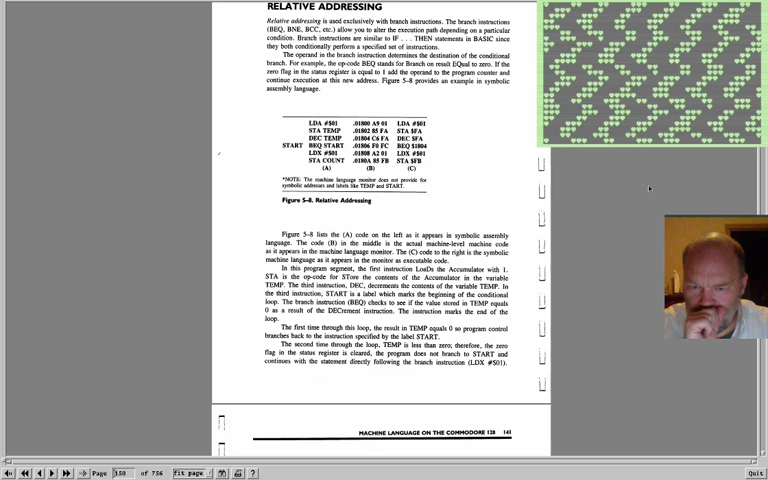 RELATIVE ADDRESSING
Relative addressing is used exclusively with branch instructions. The branch instructions
(BEQ, BNE, BCC, etc.) allow you to alter the execution path depending on a particular
condition. Branch instructions are similar to IF . . . THEN statements in BASIC since
they both conditionally perform a specified set of instructions.
The operand in the branch instruction determines the destination of the conditional
branch. For example, the op-code BEQ stands for Branch on result EQual to zero. If the
zero flag in the status register is equal to 1 add the operand to the program counter and
continue execution at this new address. Figure 5–8 provides an example in symbolic
assembly language.
LDA #$01 .01800 A9 01 LDA #$01
STA TEMP .01802 85 FA STA $FA
DEC TEMP .01804 C6 FA DEC $FA
START BEQ START .01806 F0 FC BEQ $1804
LDX #$01 .01808 A2 01 LDX #$01
STA COUNT .0180A 85 FB STA $FB
(A) (B) (C)
*NOTE: The machine language monitor does not provide for
symbolic addresses and labels like TEMP and START.
Figure 5–8. Relative Addressing
Figure 5–8 lists the (A) code on the left as it appears in symbolic assembly
language. The code (B) in the middle is the actual machine-level machine code
as it appears in the machine language monitor. The (C) code to the right is the symbolic
machine language as it appears in the monitor as executable code.
In this program segment, the first instruction LoaDs the Accumulator with 1.
STA is the op-code for STore the contents of the Accumulator in the variable
TEMP. The third instruction, DEC, decrements the contents of the variable TEMP. In
the third instruction, START is a label which marks the beginning of the conditional
loop. The branch instruction (BEQ) checks to see if the value stored in TEMP equals
0 as a result of the DECrement instruction. The instruction marks the end of the
loop.
The first time through this loop, the result in TEMP equals 0 so program control
branches back to the instruction specified by the label START.
The second time through the loop, TEMP is less than zero; therefore, the zero
flag in the status register is cleared, the program does not branch to START and
continues with the statement directly following the branch instruction (LDX #$01).
MACHINE LANGUAGE ON THE COMMODORE 128 141
Page 150 of 756 fit page ? Quit